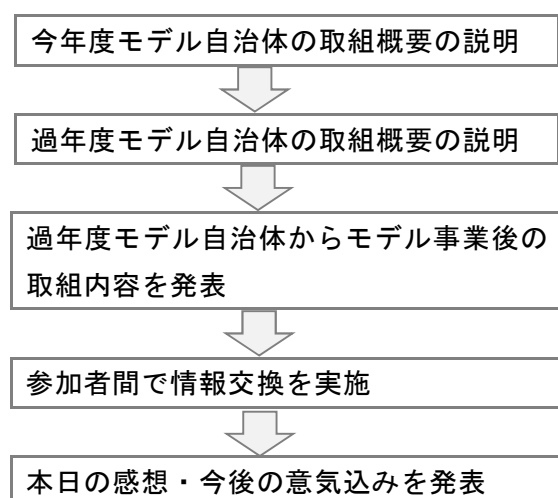 今年度モデル自治体の取組概要の説明
過年度モデル自治体の取組概要の説明
過年度モデル自治体からモデル事業後の
取組内容を発表
参加者間で情報交換を実施
本日の感想・今後の意気込みを発表